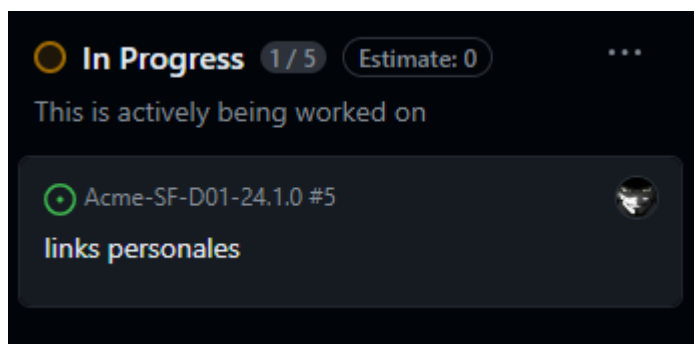 In Progress 1 / 5 Estimate: 0
This is actively being worked on
Acme-SF-D01-24.1.0 #5
links personales